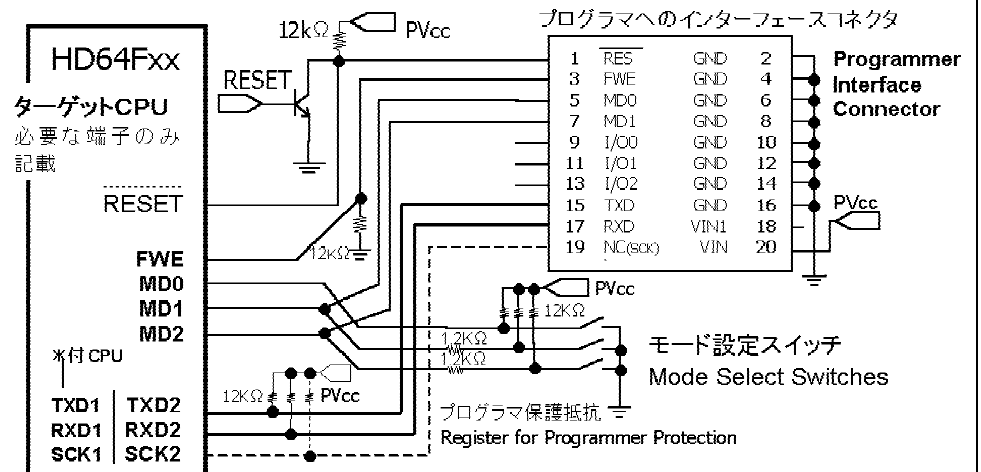 プログラマへのインターフェースコネクタ
12kΩ
PVcc
HD64Fxx
ターゲットCPU
必要な端子のみ
記載
RESET
RESET
FWE
MD0
MD1
MD2
1 RES GND 2
3 FWE GND 4
5 MD0 GND 6
7 MD1 GND 8
9 I/O0 GND 10
11 I/O1 GND 12
13 I/O2 GND 14
15 TXD GND 16
17 RXD VIN1 18
19 NC(SCK) VIN 20
Programmer
Interface
Connector
PVcc
12KΩ
PVcc
12KΩ
1.2KΩ
1.2KΩ
モード設定スイッチ
Mode Select Switches
※付CPU
12KΩ
PVcc
TXD1 TXD2
RXD1 RXD2
SCK1 SCK2
プログラマ保護抵抗
Register for Programmer Protection